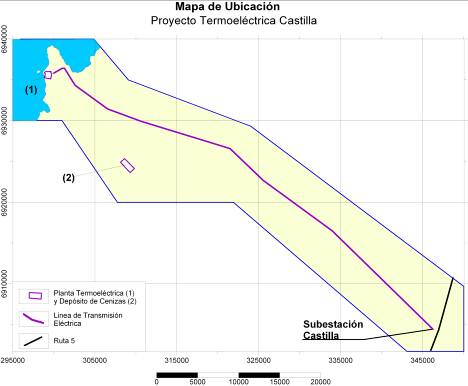 Mapa de Ubicación
Proyecto Termoeléctrica Castilla
6940000
6930000
6920000
6910000
(1)
(2)
Planta Termoeléctrica (1)
y Depósito de Cenizas (2)
Linea de Transmisión
Eléctrica
Ruta 5
Subestación
Castilla
295000 305000 315000 325000 335000 345000
0 5000 10000 15000 20000